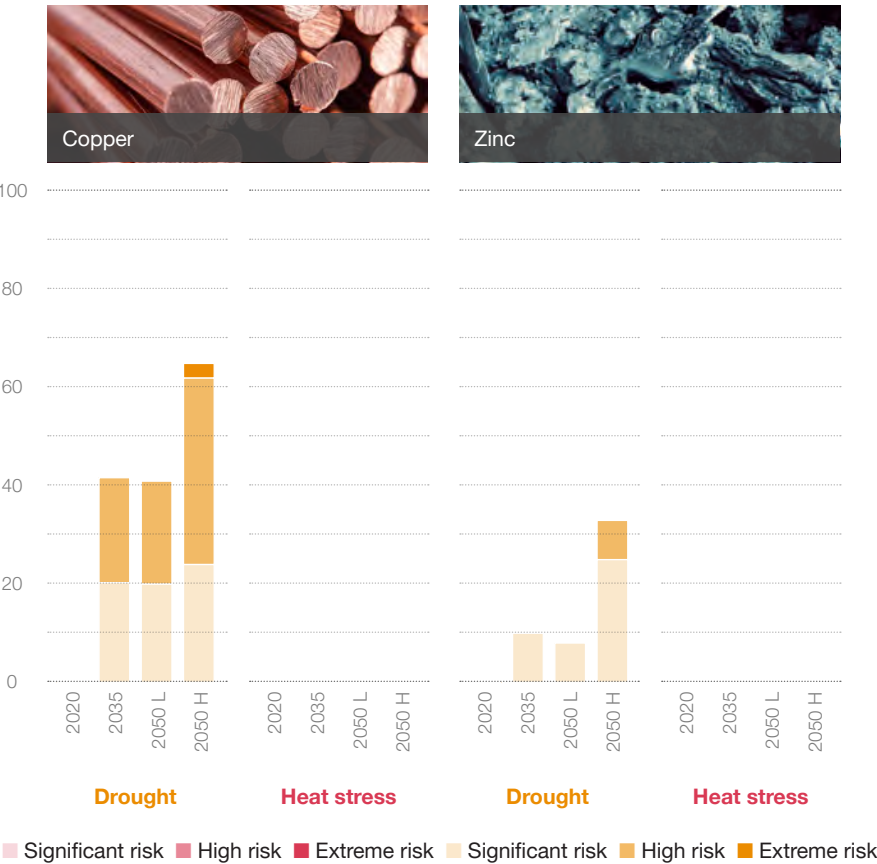 Copper
Zinc
100
80
60
40
20
0
2020
2035
2050 L
2050 H
2020
2035
2050 L
2050 H
2020
2035
2050 L
2050 H
2020
2035
2050 L
2050 H
Drought
Heat stress
Drought
Heat stress
Significant risk High risk Extreme risk Significant risk High risk Extreme risk